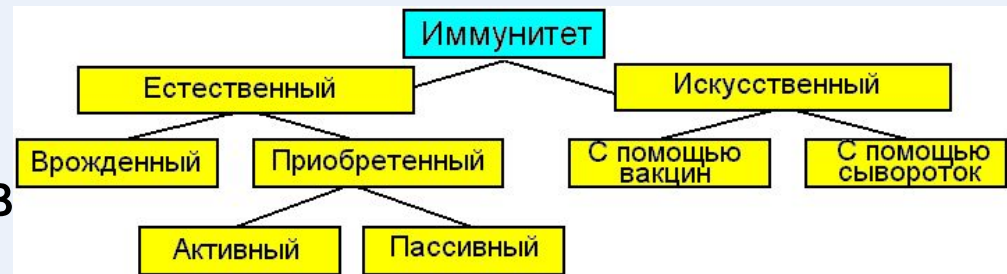 Иммунитет
Естественный
Искусственный
Врожденный
Приобретенный
С помощью
вакцин
С помощью
сывороток
в
Активный
Пассивный